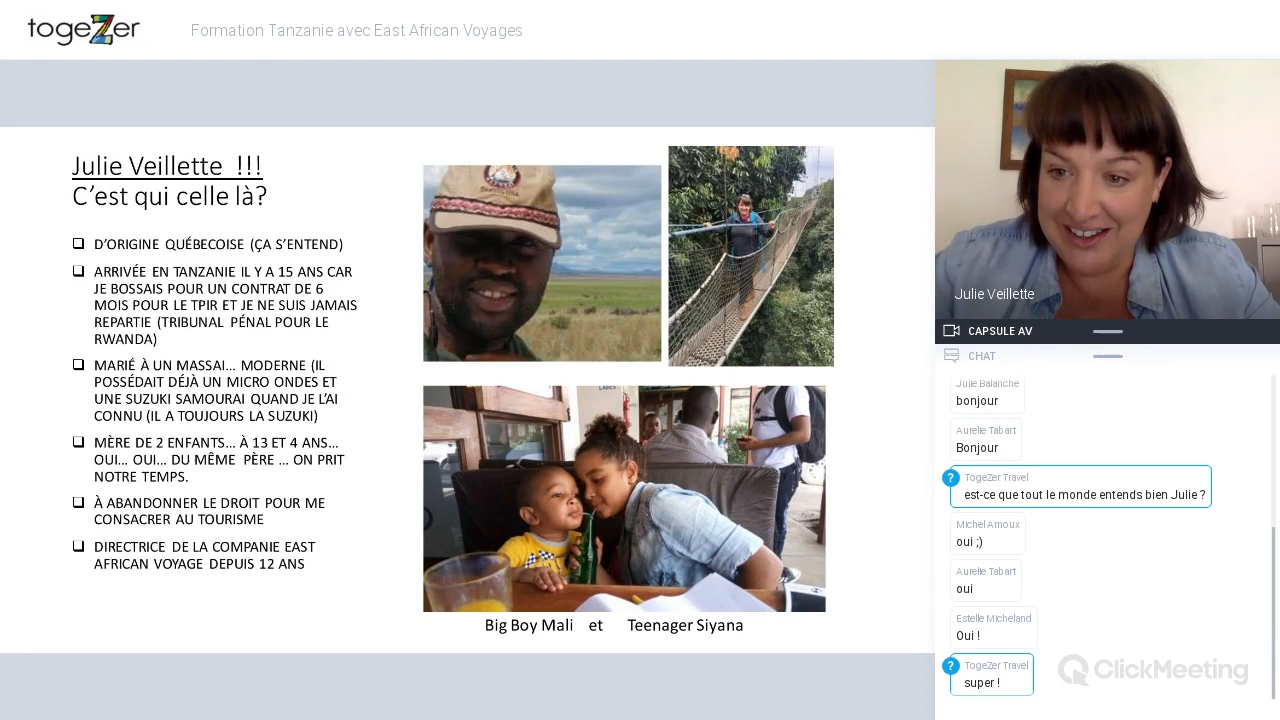 togeZer
Formation Tanzanie avec East African Voyages
Julie Veillette !!!
C'est qui celle là?
D'ORIGINE QUÉBECOISE (ÇA S'ENTEND)
ARRIVÉE EN TANZANIE IL Y A 15 ANS CAR
JE BOSSAIS POUR UN CONTRAT DE 6
MOIS POUR LE TPIR ET JE NE SUIS JAMAIS
REPARTIE (TRIBUNAL PÉNAL POUR LE
RWANDA)
MARIÉ À UN MASSAI... MODERNE (IL
POSSÉDAIT DÉJÀ UN MICRO ONDES ET
UNE SUZUKI SAMOURAI QUAND JE L'AI
CONNU (IL A TOUJOURS LA SUZUKI)
MÈRE DE 2 ENFANTS... À 13 ET 4 ANS...
OUI... OUI... DU MÊME PÈRE ... ON PRIT
NOTRE TEMPS.
À ABANDONNER LE DROIT POUR ME
CONSACRER AU TOURISME
DIRECTRICE DE LA COMPANIE EAST
AFRICAN VOYAGE DEPUIS 12 ANS
Big Boy Mali et Teenager Siyana
Julie Veillette
CAPSULE AV
CHAT
Julie Balanche
bonjour
Aurelie Tabart
Bonjour
?
TogeZer Travel
est-ce que tout le monde entends bien Julie ?
Michel Arnoux
oui ;)
Aurelie Tabart
oui
Estelle Micheland
Oui !
?
TogeZer Travel
super !
ClickMeeting